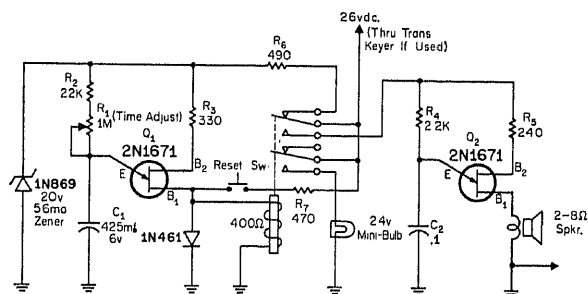 26vdc.
(Thru Trans
Keyer If Used)
R6
490
R2
22K
R1
1M
(Time Adjust)
R3
330
Q1
2N1671
E
B2
B1
Reset Sw.
R4
2.2K
R5
240
Q2
2N1671
E
B2
B1
1N869
20v
56ma
Zener
C1
425mf
6v
1N461
400Ω
R7
470
24v
Mini-Bulb
C2
.1
2-8Ω
Spkr.